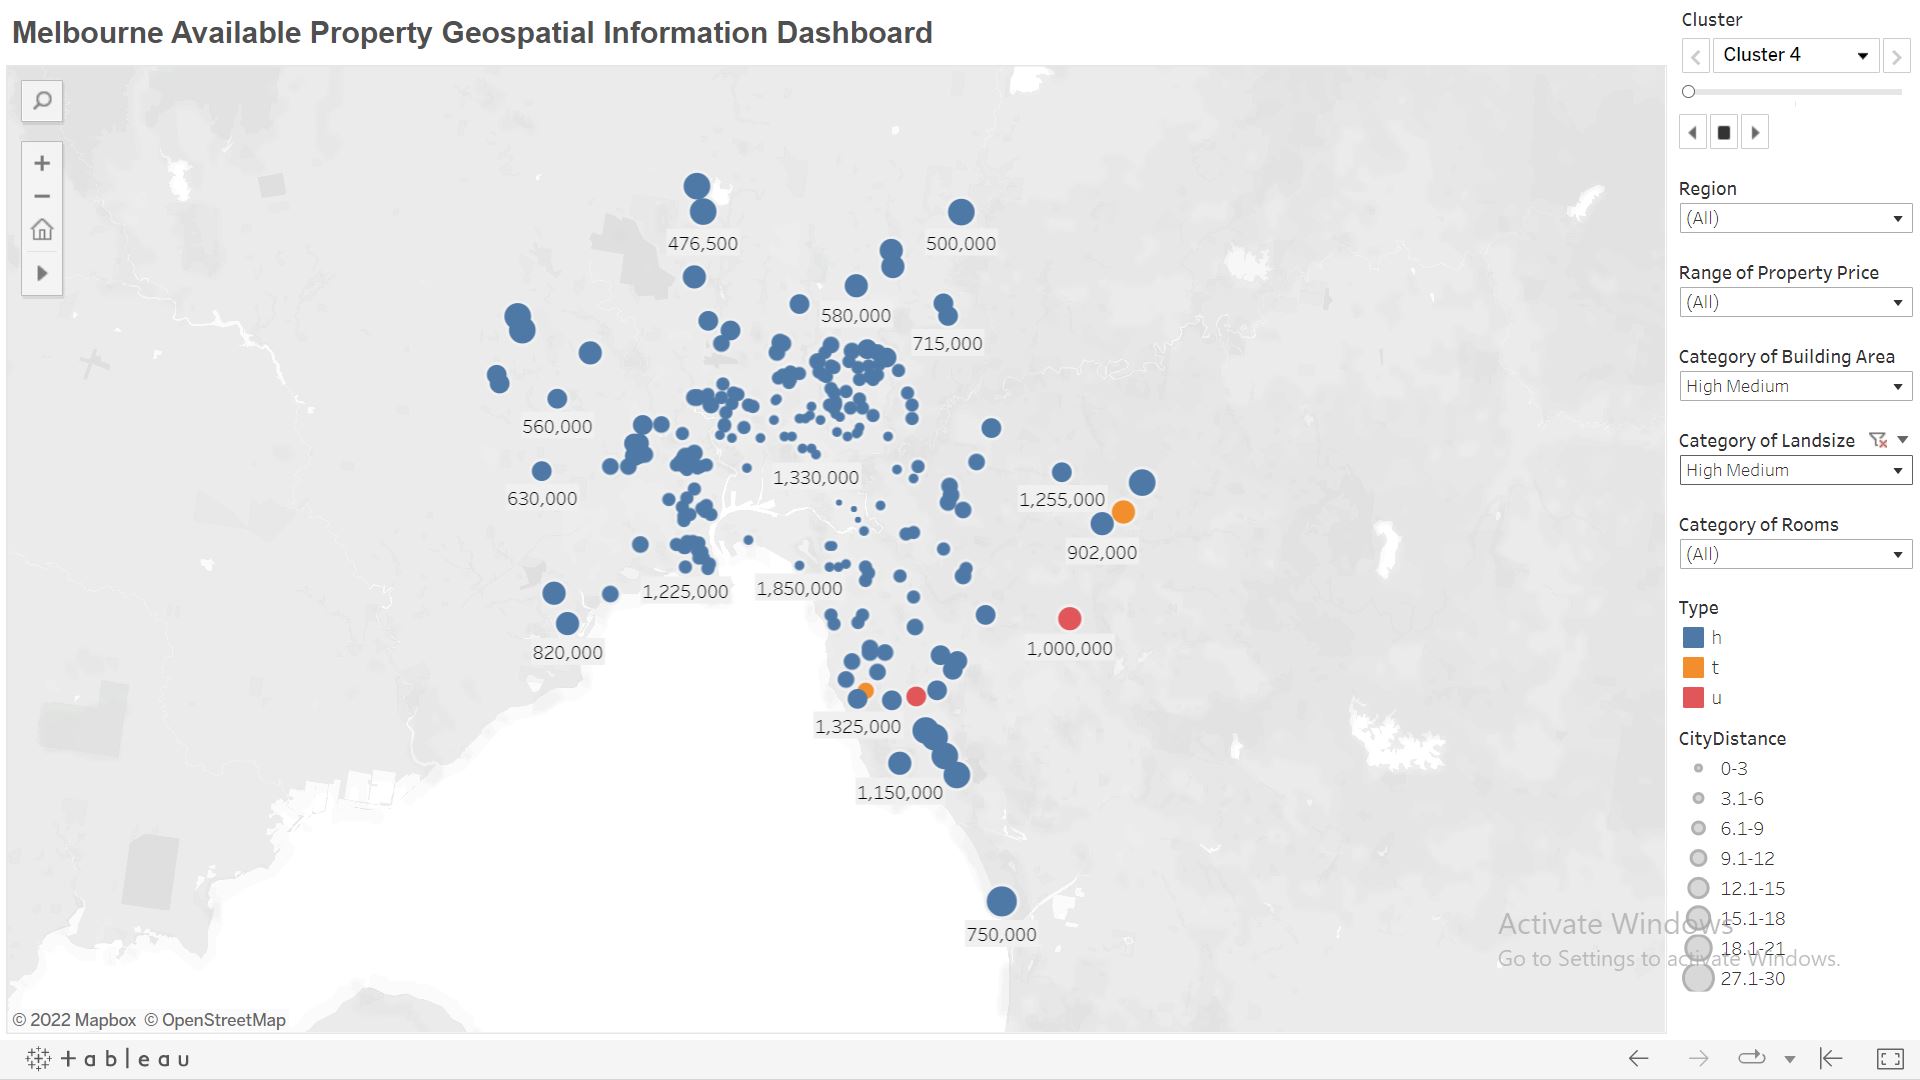 Melbourne Available Property Geospatial Information Dashboard
Cluster
Cluster 4
Region
(All)
Range of Property Price
(All)
Category of Building Area
High Medium
Category of Landsize
High Medium
Category of Rooms
(All)
Type
h
t
u
CityDistance
0-3
3.1-6
6.1-9
9.1-12
12.1-15
15.1-18
18.1-21
27.1-30
476,500
500,000
580,000
715,000
560,000
630,000
1,330,000
1,255,000
902,000
1,225,000
1,850,000
820,000
1,000,000
1,325,000
1,150,000
750,000
Activate Windows
Go to Settings to activate Windows.
© 2022 Mapbox © OpenStreetMap
+ a b l e a u